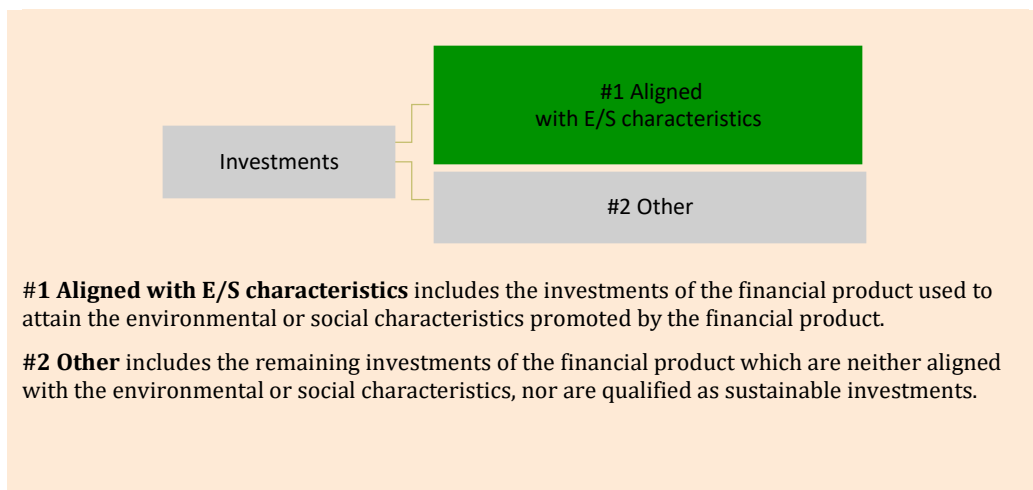 #1 Aligned
with E/S characteristics
Investments
#2 Other
#1 Aligned with E/S characteristics includes the investments of the financial product used to
attain the environmental or social characteristics promoted by the financial product.
#2 Other includes the remaining investments of the financial product which are neither aligned
with the environmental or social characteristics, nor are qualified as sustainable investments.